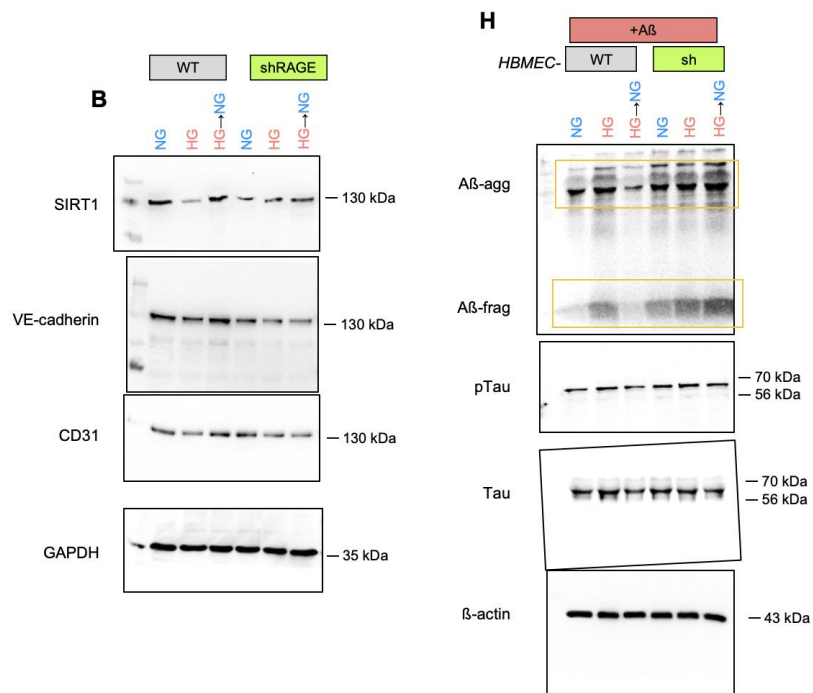 B
WT shRAGE
NG HG HG→NG NG HG HG→NG
SIRT1
130 kDa
VE-cadherin
130 kDa
CD31
130 kDa
GAPDH
35 kDa
H
+Aß
HBMEC- WT sh
NG HG HG→NG NG HG HG→NG
Aß-agg
Aß-frag
pTau
70 kDa
56 kDa
Tau
70 kDa
56 kDa
ß-actin
43 kDa